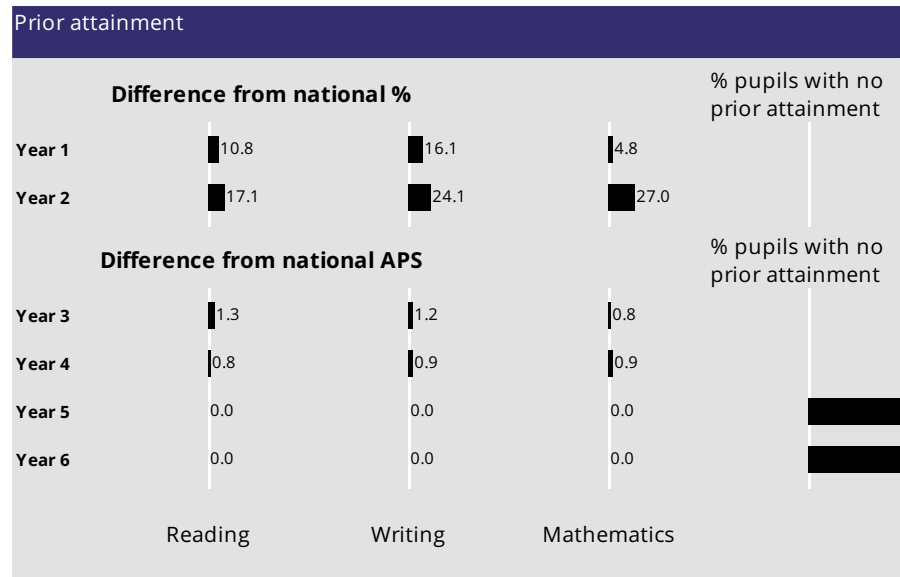 Prior attainment
Difference from national %
% pupils with no
prior attainment
Year 1 10.8 16.1 4.8
Year 2 17.1 24.1 27.0
Difference from national APS
% pupils with no
prior attainment
Year 3 1.3 1.2 0.8
Year 4 0.8 0.9 0.9
Year 5 0.0 0.0 0.0
Year 6 0.0 0.0 0.0
Reading Writing Mathematics